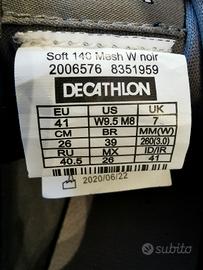 Soft 140 Mesh W noir
2006576 8351959
DECATHLON
EU US UK
41 W9.5 M8 7
CM BR MM(W)
26 39 260(3.0)
RU MX ID/IR
40.5 26 41
2020/06/22
subito